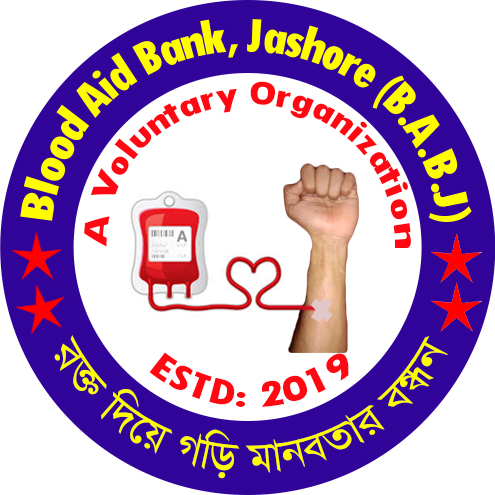 Blood Aid Bank, Jashore (B.A.B.J)
A Voluntary Organization
A
ESTD: 2019
রক্ত দিয়ে গড়ি মানবতার বন্ধন